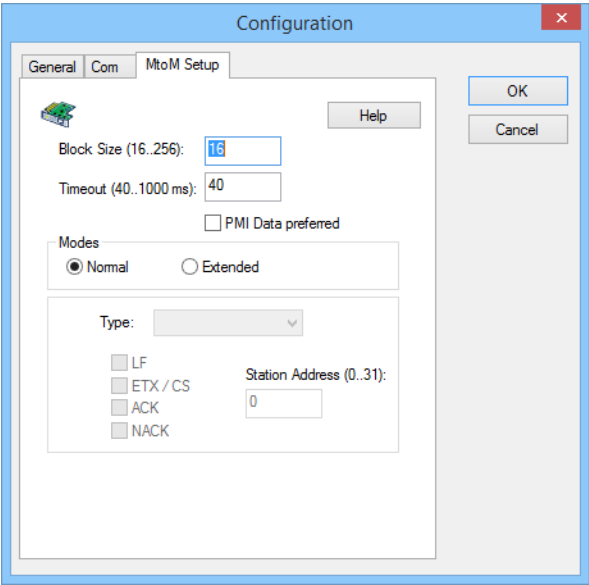 Configuration
General Com MtoM Setup
OK
Help
Cancel
Block Size (16..256): 16
Timeout (40..1000 ms): 40
PMI Data preferred
Modes
Normal Extended
Type:
LF
Station Address (0..31):
ETX / CS
0
ACK
NACK